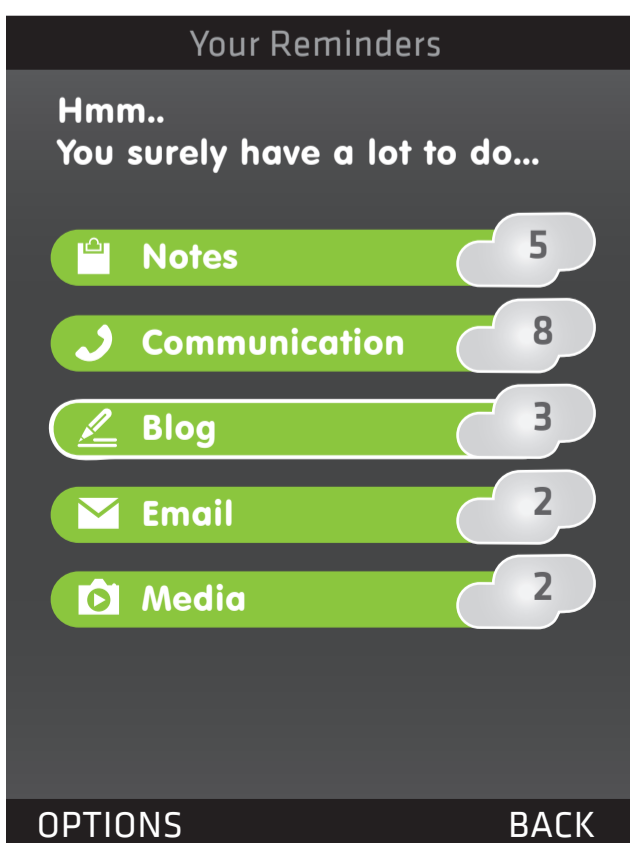 Your Reminders
Hmm..
You surely have a lot to do...
Notes 5
Communication 8
Blog 3
Email 2
Media 2
OPTIONS BACK